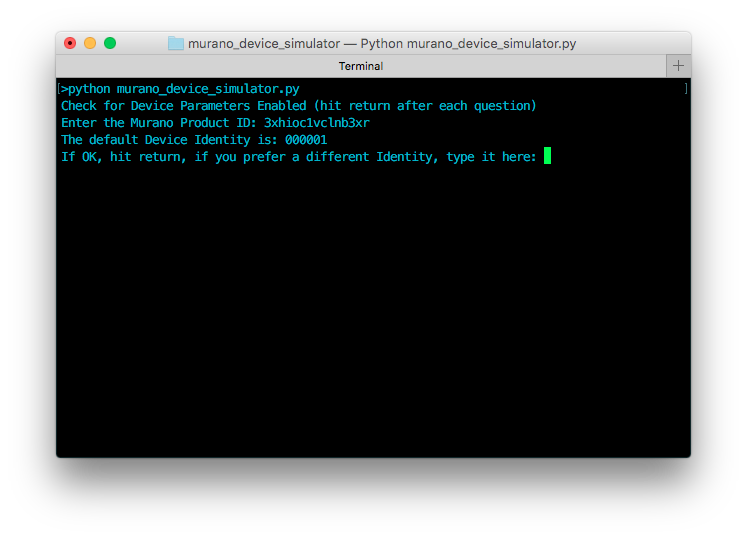 murano_device_simulator — Python murano_device_simulator.py
Terminal
[>python murano_device_simulator.py ]
Check for Device Parameters Enabled (hit return after each question)
Enter the Murano Product ID: 3xhioc1vclnb3xr
The default Device Identity is: 000001
If OK, hit return, if you prefer a different Identity, type it here: